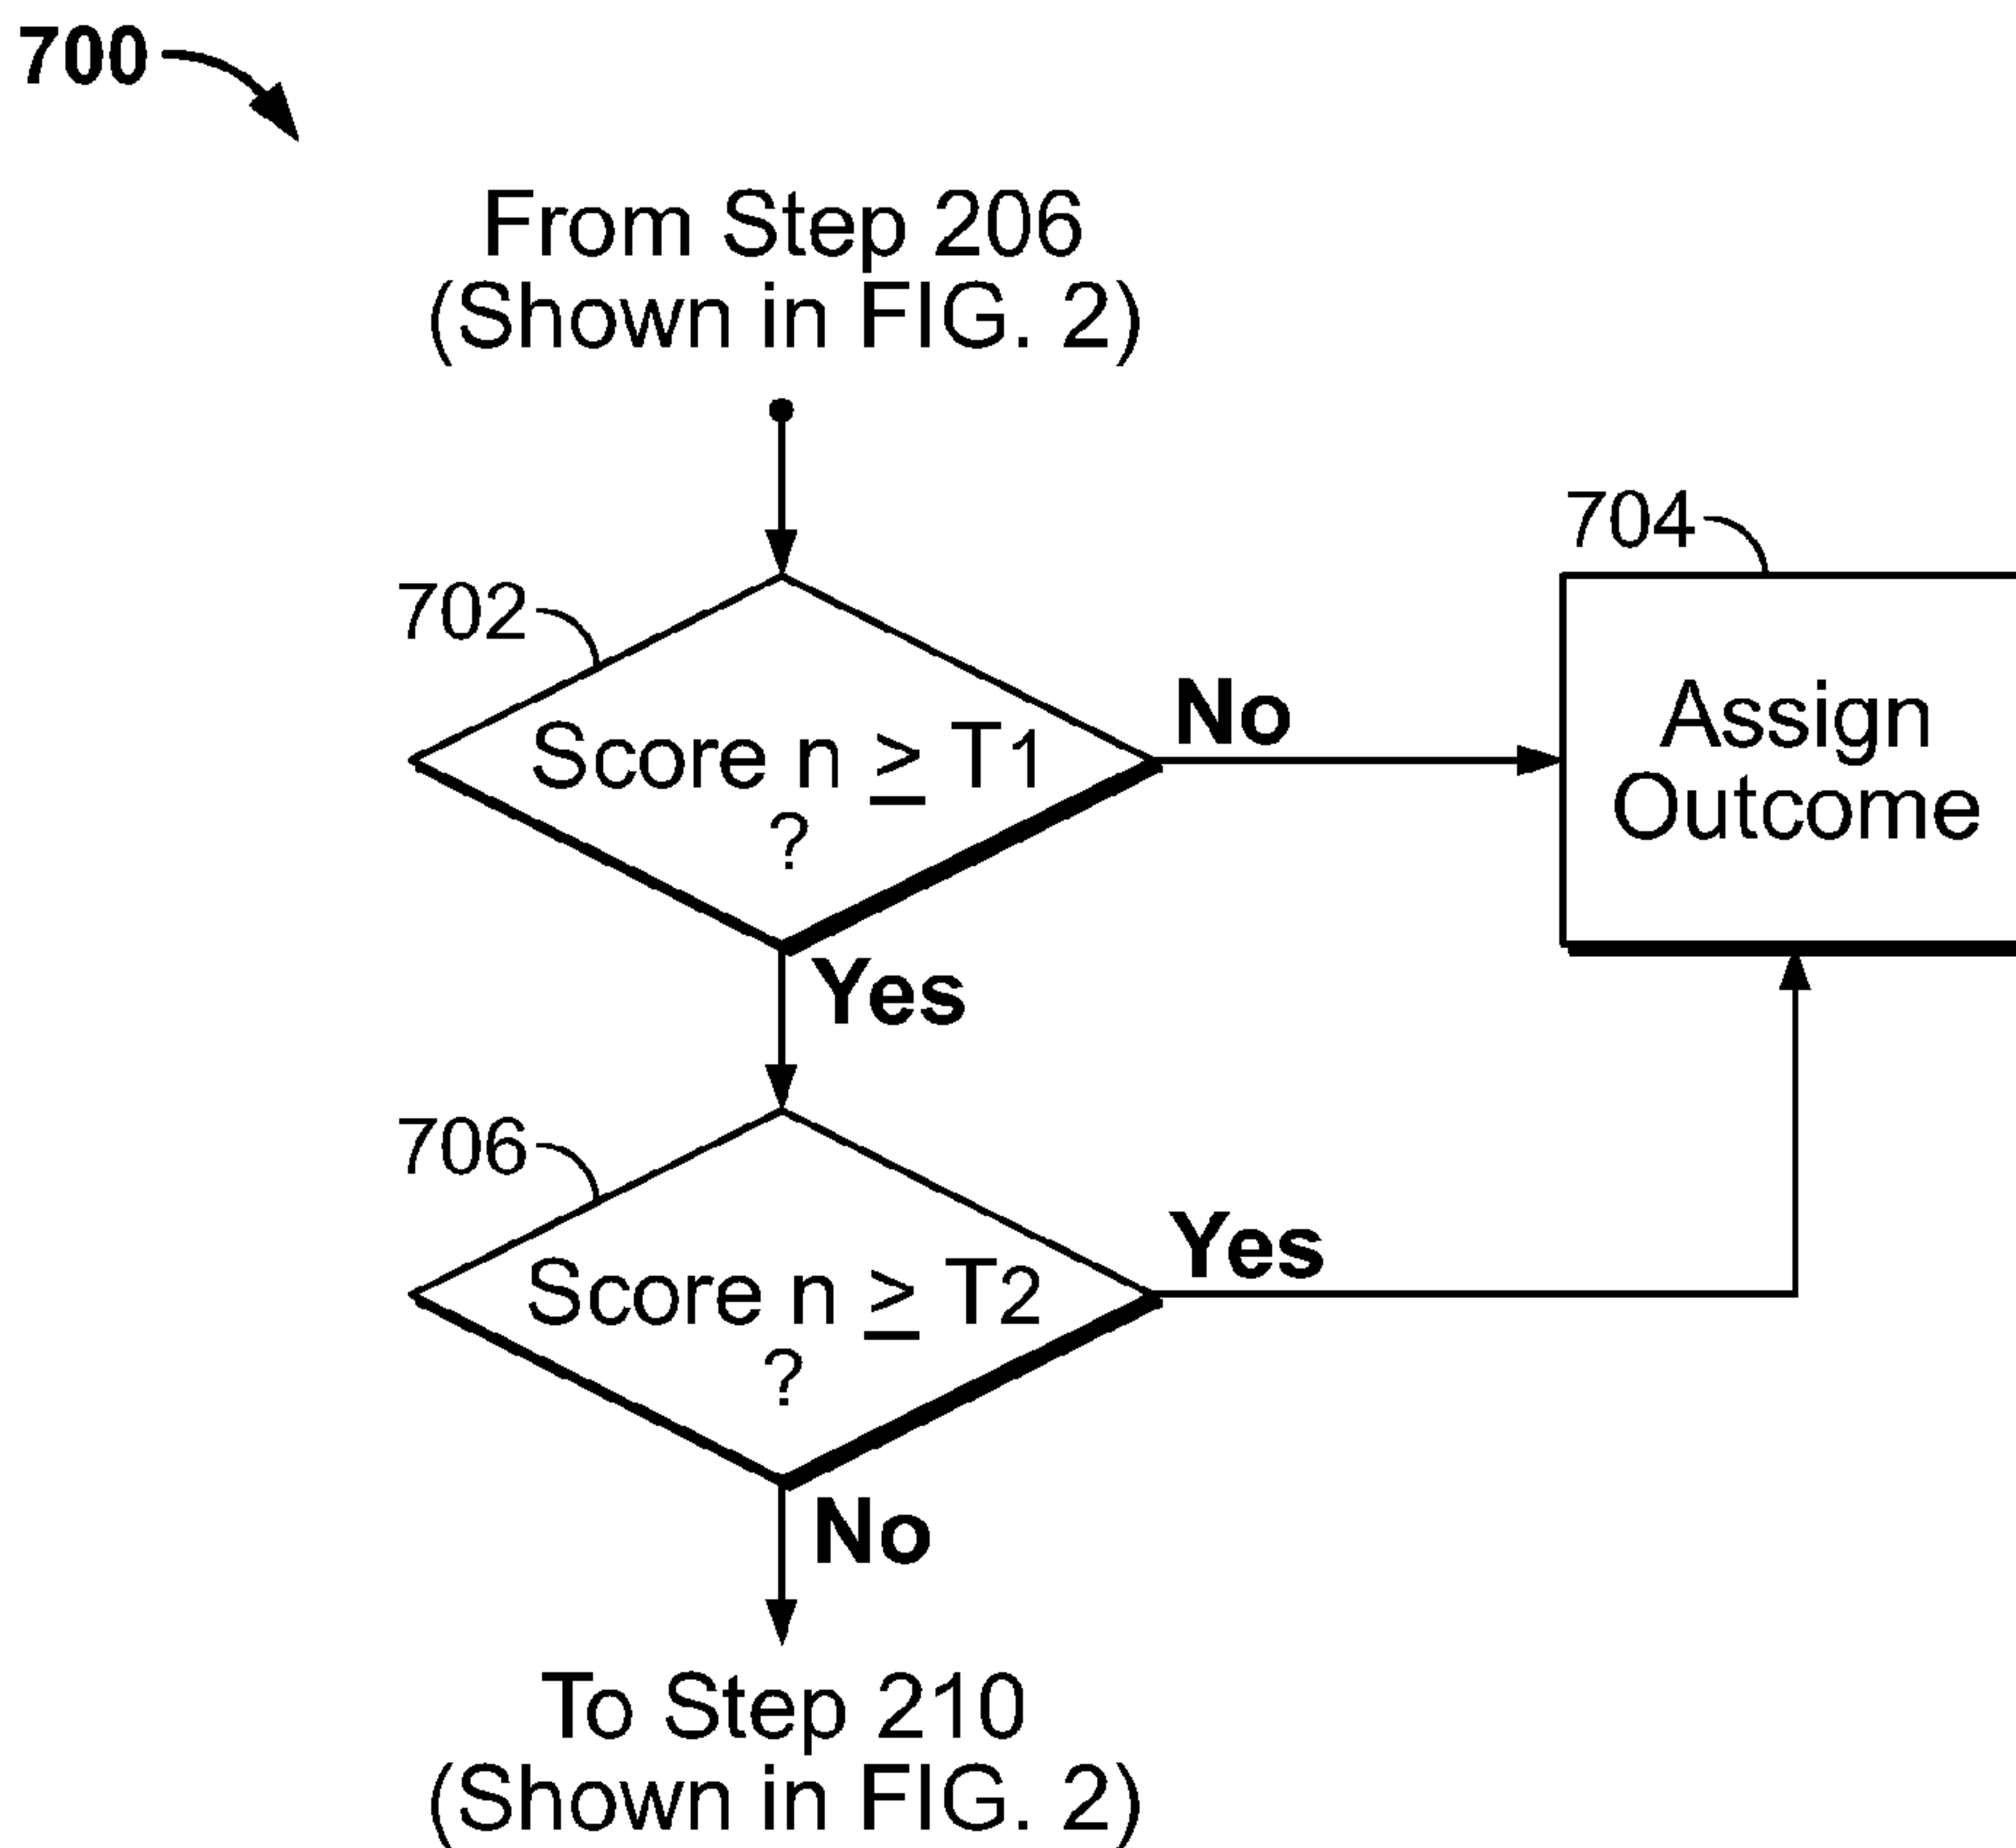 700
From Step 206
(Shown in FIG. 2)
702
Score n ≥ T1
?
No
704
Assign
Outcome
Yes
706
Score n ≥ T2
?
Yes
No
To Step 210
(Shown in FIG. 2)